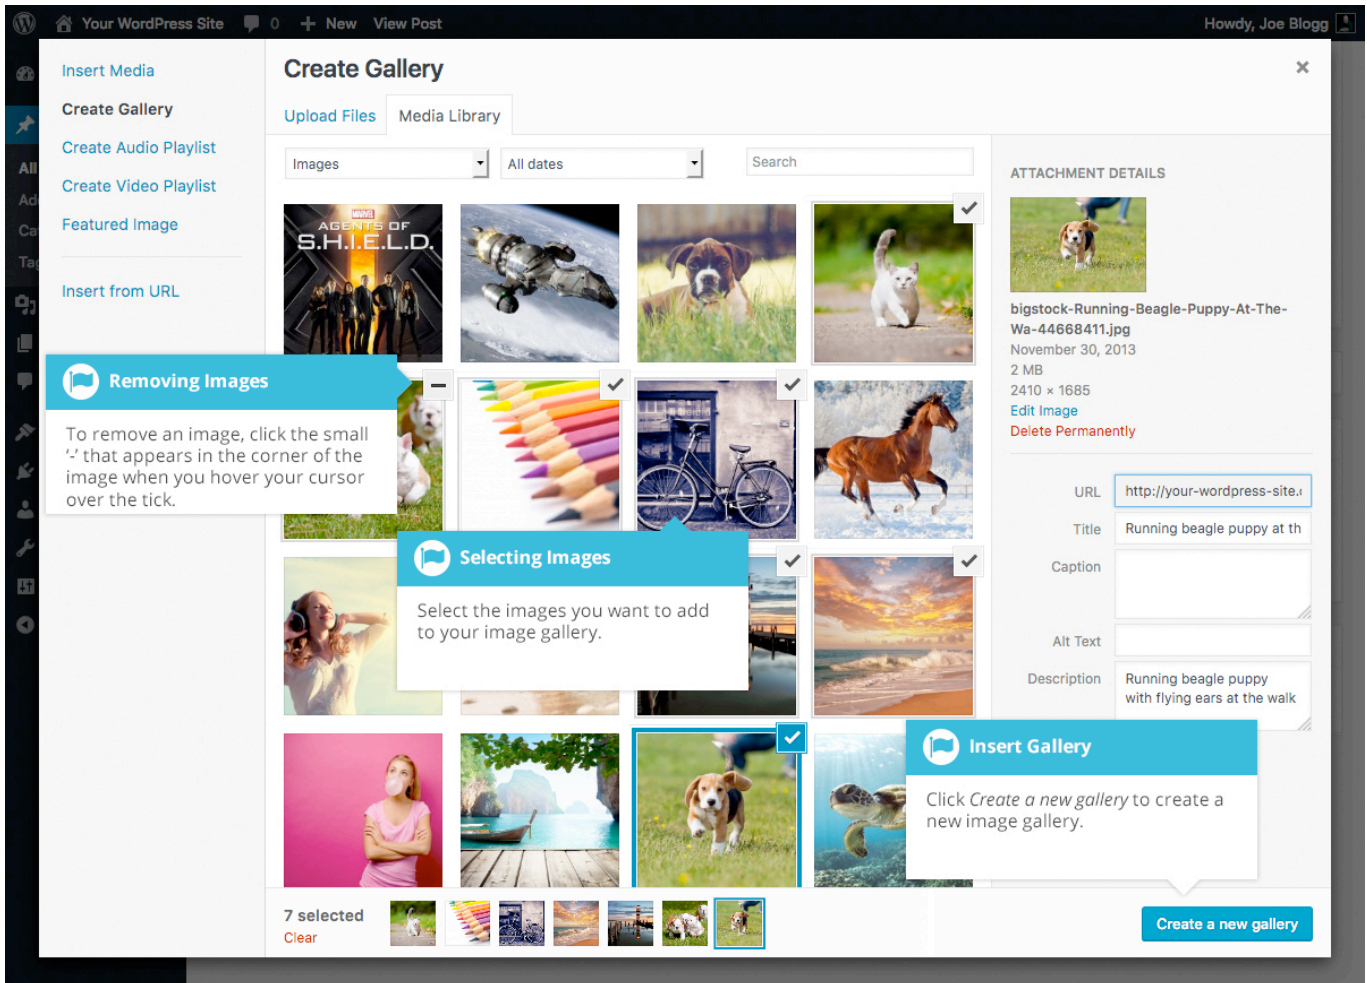 Your WordPress Site
0
New
View Post
Howdy, Joe Blogg
Insert Media
Create Gallery
Create Audio Playlist
Create Video Playlist
Featured Image
Insert from URL
All
Create Gallery
Upload Files
Media Library
Images
All dates
Search
MARVEL
AGENTS OF
S.H.I.E.L.D.
Removing Images
To remove an image, click the small
‘-’ that appears in the corner of the
image when you hover your cursor
over the tick.
Selecting Images
Select the images you want to add
to your image gallery.
ATTACHMENT DETAILS
bigstock-Running-Beagle-Puppy-At-The-
Wa-44668411.jpg
November 30, 2013
2 MB
2410 × 1685
Edit Image
Delete Permanently
URL
http://your-wordpress-site.
Title
Running beagle puppy at th
Caption
Alt Text
Description
Running beagle puppy
with flying ears at the walk
Insert Gallery
Click Create a new gallery to create a
new image gallery.
7 selected
Clear
Create a new gallery